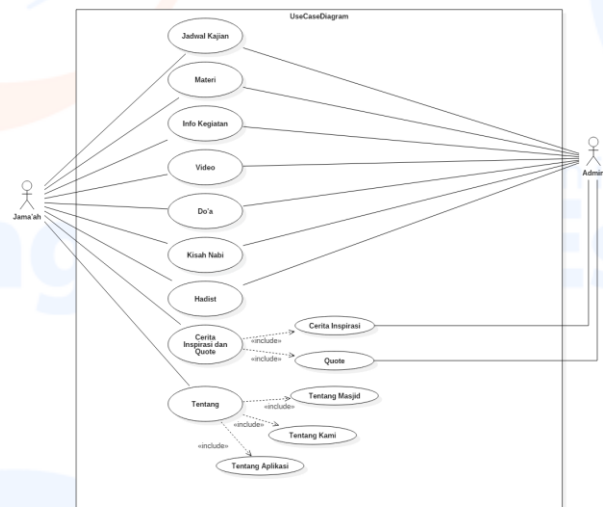 UseCaseDiagram
Jadwal Kajian
Materi
Info Kegiatan
Video
Do'a
Kisah Nabi
Hadist
Jama'ah
Admin
Cerita
Inspirasi dan
Quote
«include»
«include»
Cerita Inspirasi
Quote
Tentang
«include»
«include»
«include»
Tentang Masjid
Tentang Kami
Tentang Aplikasi